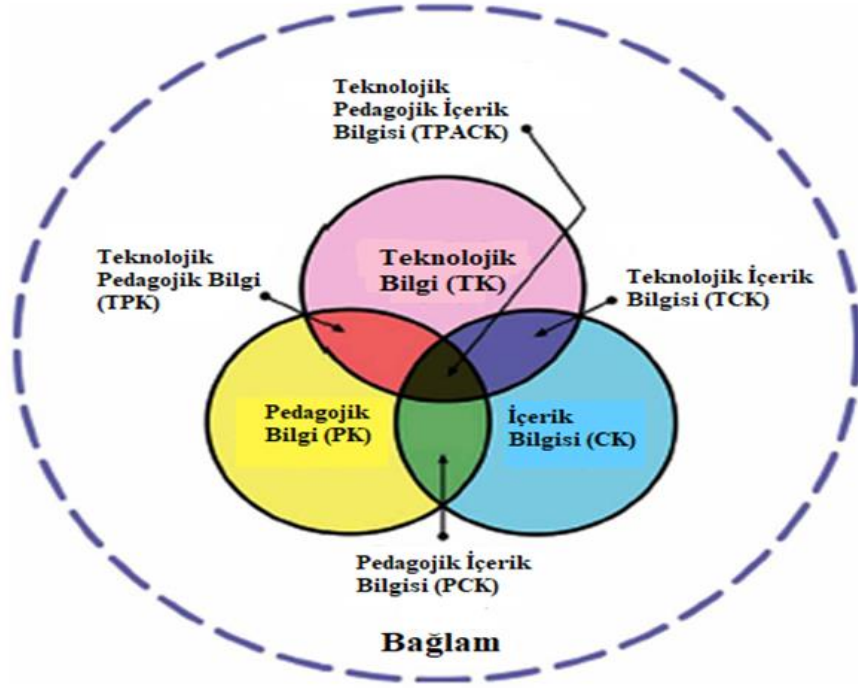 Teknolojik
Pedagojik İçerik
Bilgisi (TPACK)
Teknolojik
Pedagojik Bilgi
(TPK)
Teknolojik
Bilgi (TK)
Teknolojik İçerik
Bilgisi (TCK)
Pedagojik
Bilgi (PK)
İçerik
Bilgisi (CK)
Pedagojik İçerik
Bilgisi (PCK)
Bağlam